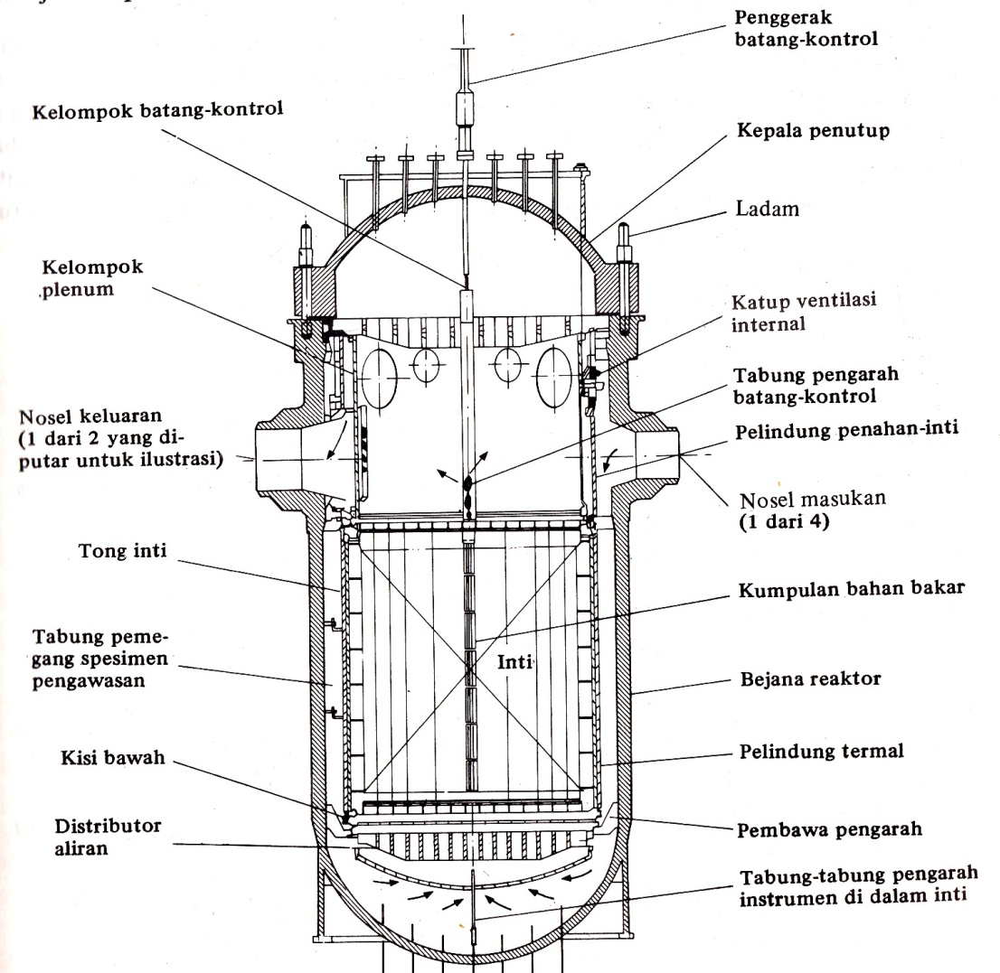 Penggerak
batang-kontrol
Kelompok batang-kontrol
Kepala penutup
Ladam
Kelompok
plenum
Katup ventilasi
internal
Tabung pengarah
batang-kontrol
Nosel keluaran
(1 dari 2 yang di-
putar untuk ilustrasi)
Pelindung penahan-inti
Nosel masukan
(1 dari 4)
Tong inti
Kumpulan bahan bakar
Tabung peme-
gang spesimen
pengawasan
Inti
Bejana reaktor
Kisi bawah
Pelindung termal
Distributor
aliran
Pembawa pengarah
Tabung-tabung pengarah
instrumen di dalam inti